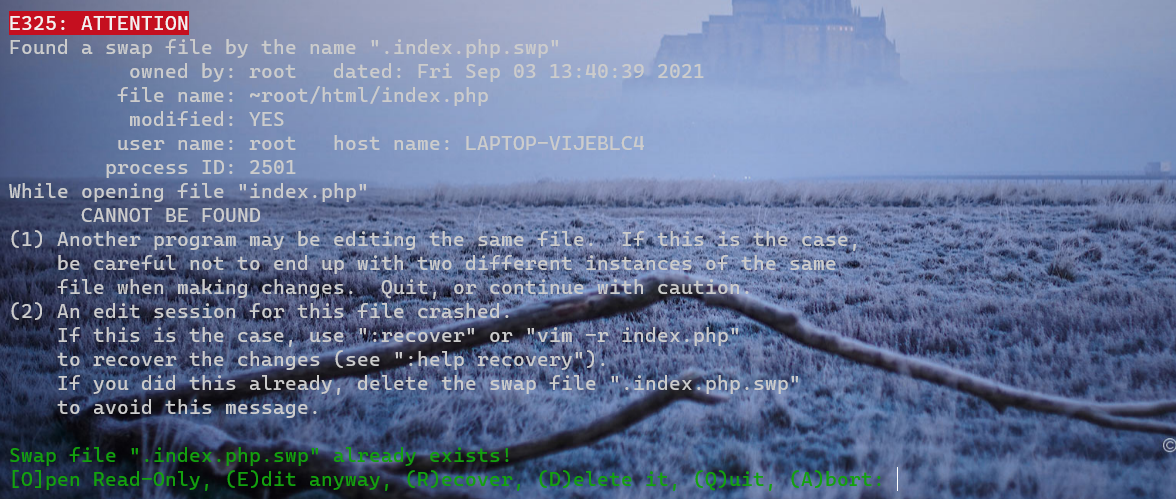 E325: ATTENTION
Found a swap file by the name ".index.php.swp"
          owned by: root   dated: Fri Sep 03 13:40:39 2021
         file name: ~root/html/index.php
          modified: YES
         user name: root   host name: LAPTOP-VIJEBLC4
        process ID: 2501
While opening file "index.php"
      CANNOT BE FOUND
(1) Another program may be editing the same file.  If this is the case,
    be careful not to end up with two different instances of the same
    file when making changes.  Quit, or continue with caution.
(2) An edit session for this file crashed.
    If this is the case, use ":recover" or "vim -r index.php"
    to recover the changes (see ":help recovery").
    If you did this already, delete the swap file ".index.php.swp"
    to avoid this message.
©
Swap file ".index.php.swp" already exists!
[O]pen Read-Only, (E)dit anyway, (R)ecover, (D)elete it, (Q)uit, (A)bort: